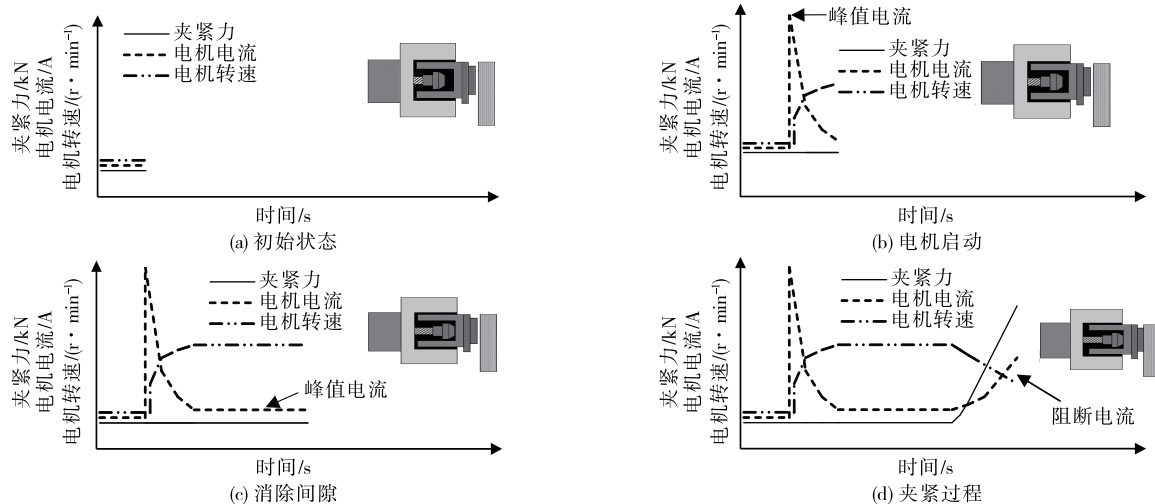 夹紧力/kN
电机电流/A
电机转速/(r·min⁻¹)
夹紧力
电机电流
电机转速
时间/s
(a) 初始状态
夹紧力/kN
电机电流/A
电机转速/(r·min⁻¹)
峰值电流
夹紧力
电机电流
电机转速
时间/s
(b) 电机启动
夹紧力/kN
电机电流/A
电机转速/(r·min⁻¹)
夹紧力
电机电流
电机转速
峰值电流
时间/s
(c) 消除间隙
夹紧力/kN
电机电流/A
电机转速/(r·min⁻¹)
夹紧力
电机电流
电机转速
阻断电流
时间/s
(d) 夹紧过程